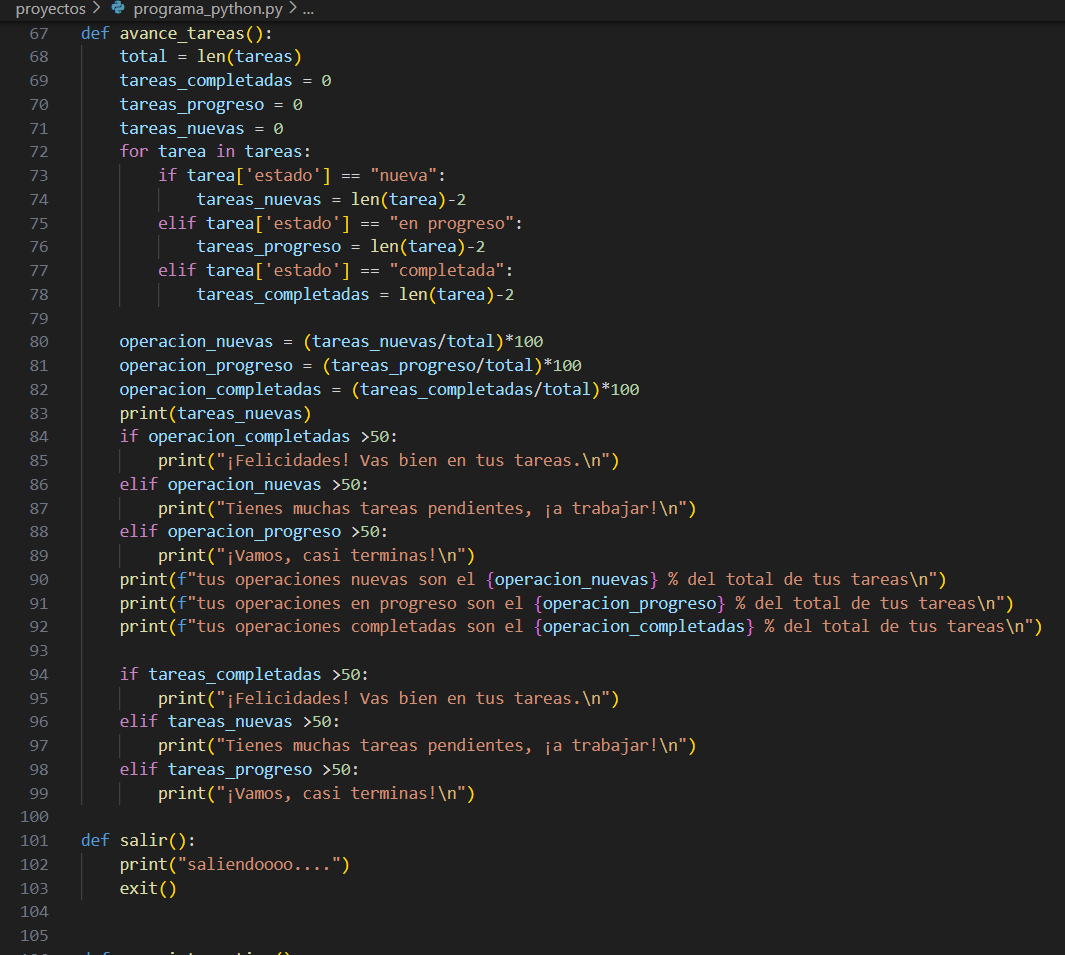 proyectos > programa_python.py > ...
67 def avance_tareas():
68     total = len(tareas)
69     tareas_completadas = 0
70     tareas_progreso = 0
71     tareas_nuevas = 0
72     for tarea in tareas:
73         if tarea['estado'] == "nueva":
74             tareas_nuevas = len(tarea)-2
75         elif tarea['estado'] == "en progreso":
76             tareas_progreso = len(tarea)-2
77         elif tarea['estado'] == "completada":
78             tareas_completadas = len(tarea)-2
79
80     operacion_nuevas = (tareas_nuevas/total)*100
81     operacion_progreso = (tareas_progreso/total)*100
82     operacion_completadas = (tareas_completadas/total)*100
83     print(tareas_nuevas)
84     if operacion_completadas >50:
85         print("¡Felicidades! Vas bien en tus tareas.\n")
86     elif operacion_nuevas >50:
87         print("Tienes muchas tareas pendientes, ¡a trabajar!\n")
88     elif operacion_progreso >50:
89         print("¡Vamos, casi terminas!\n")
90     print(f"tus operaciones nuevas son el {operacion_nuevas} % del total de tus tareas\n")
91     print(f"tus operaciones en progreso son el {operacion_progreso} % del total de tus tareas\n")
92     print(f"tus operaciones completadas son el {operacion_completadas} % del total de tus tareas\n")
93
94     if tareas_completadas >50:
95         print("¡Felicidades! Vas bien en tus tareas.\n")
96     elif tareas_nuevas >50:
97         print("Tienes muchas tareas pendientes, ¡a trabajar!\n")
98     elif tareas_progreso >50:
99         print("¡Vamos, casi terminas!\n")
100
101 def salir():
102     print("saliendoooo....")
103     exit()
104
105